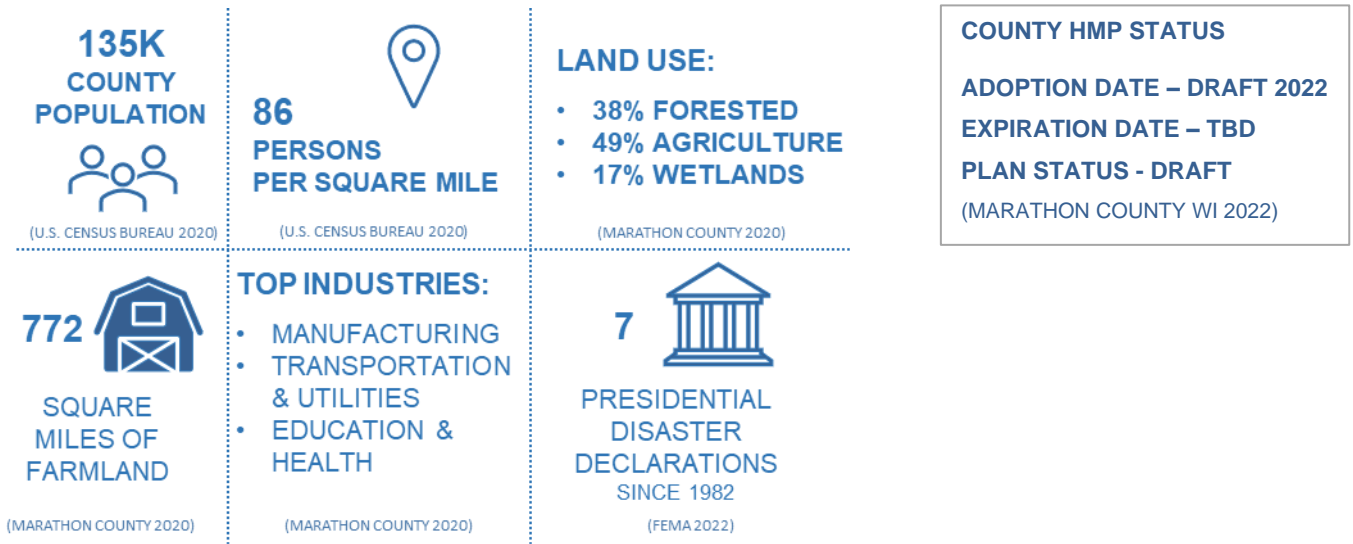 135K
COUNTY
POPULATION
(U.S. CENSUS BUREAU 2020)
86
PERSONS
PER SQUARE MILE
(U.S. CENSUS BUREAU 2020)
LAND USE:
• 38% FORESTED
• 49% AGRICULTURE
• 17% WETLANDS
(MARATHON COUNTY 2020)
772
SQUARE
MILES OF
FARMLAND
(MARATHON COUNTY 2020)
TOP INDUSTRIES:
• MANUFACTURING
• TRANSPORTATION
& UTILITIES
• EDUCATION &
HEALTH
(MARATHON COUNTY 2020)
7
PRESIDENTIAL
DISASTER
DECLARATIONS
SINCE 1982
(FEMA 2022)
COUNTY HMP STATUS
ADOPTION DATE – DRAFT 2022
EXPIRATION DATE – TBD
PLAN STATUS - DRAFT
(MARATHON COUNTY WI 2022)